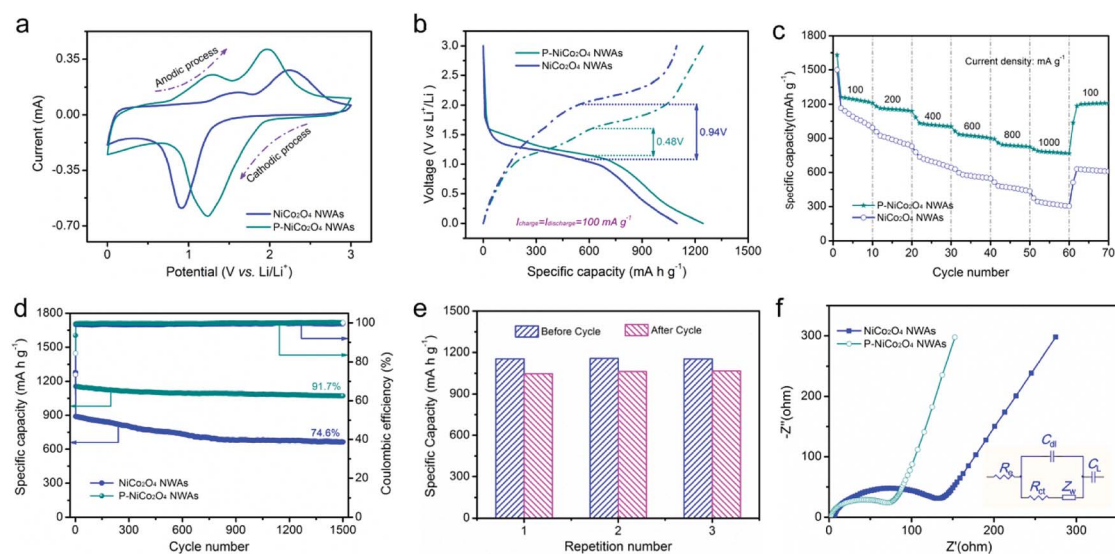 a
Current (mA)
0.35
0.00
-0.35
-0.70
Anodic process
Cathodic process
NiCo₂O₄ NWAs
P-NiCo₂O₄ NWAs
0 1 2 3
Potential (V vs. Li/Li⁺)
b
Voltage (V vs Li⁺/Li)
3.0
2.4
1.8
1.2
0.6
0.0
P-NiCo₂O₄ NWAs
NiCo₂O₄ NWAs
0.94V
0.48V
Icharge=Idischarge=100 mA g⁻¹
0 300 600 900 1200 1500
Specific capacity (mA h g⁻¹)
c
Specific capacity(mAh g⁻¹)
1800
1500
1200
900
600
300
0
Current density: mA g⁻¹
100 200 400 600 800 1000 100
P-NiCo₂O₄ NWAs
NiCo₂O₄ NWAs
0 10 20 30 40 50 60 70
Cycle number
d
Specific capacity (mA h g⁻¹)
1800
1500
1200
900
600
300
0
91.7%
74.6%
NiCo₂O₄ NWAs
P-NiCo₂O₄ NWAs
100
80
60
40
20
0
Coulombic efficiency (%)
0 300 600 900 1200 1500
Cycle number
e
Specific Capacity (mA h g⁻¹)
1500
1200
900
600
300
0
Before Cycle After Cycle
1 2 3
Repetition number
f
-Z''(ohm)
300
200
100
0
NiCo₂O₄ NWAs
P-NiCo₂O₄ NWAs
Cdl
CL
Re
Rct Zw
0 100 200 300
Z'(ohm)